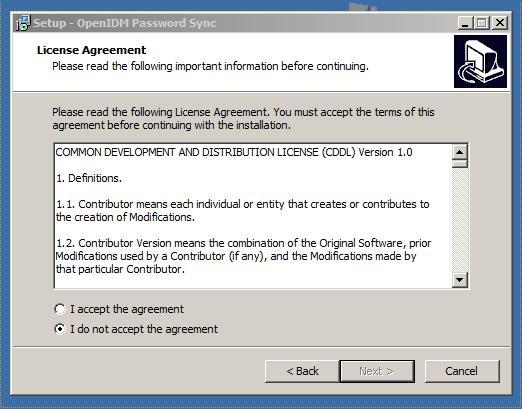 Setup - OpenIDM Password Sync
License Agreement
Please read the following important information before continuing.
Please read the following License Agreement. You must accept the terms of this
agreement before continuing with the installation.
COMMON DEVELOPMENT AND DISTRIBUTION LICENSE (CDDL) Version 1.0
1. Definitions.
1.1. Contributor means each individual or entity that creates or contributes to
the creation of Modifications.
1.2. Contributor Version means the combination of the Original Software, prior
Modifications used by a Contributor (if any), and the Modifications made by
that particular Contributor.
I accept the agreement
I do not accept the agreement
< Back
Next >
Cancel